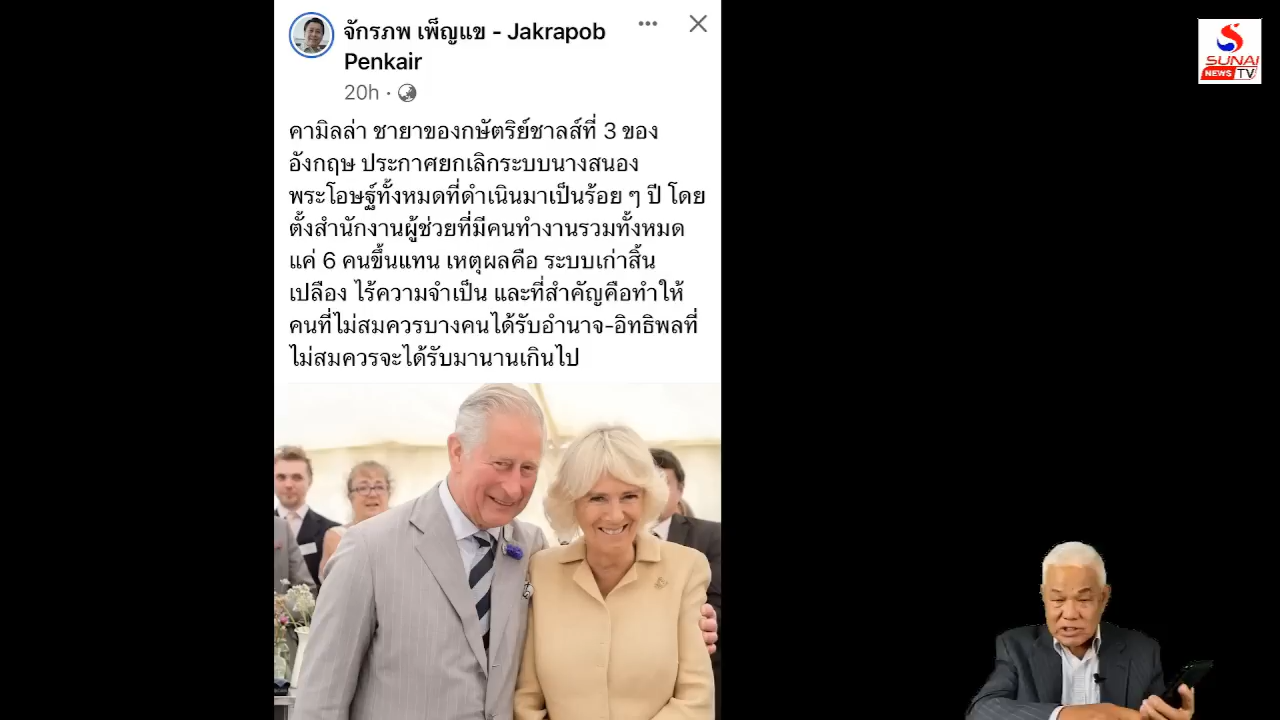 จักรภพ เพ็ญแข - Jakrapob
Penkair
20h ·
คามิลล่า ชายาของกษัตริย์ชาลส์ที่ 3 ของ
อังกฤษ ประกาศยกเลิกระบบนางสนอง
พระโอษฐ์ทั้งหมดที่ดำเนินมาเป็นร้อย ๆ ปี โดย
ตั้งสำนักงานผู้ช่วยที่มีคนทำงานรวมทั้งหมด
แค่ 6 คนขึ้นแทน เหตุผลคือ ระบบเก่าสิ้น
เปลือง ไร้ความจำเป็น และที่สำคัญคือทำให้
คนที่ไม่สมควรบางคนได้รับอำนาจ-อิทธิพลที่
ไม่สมควรจะได้รับมานานเกินไป
SUNAI
NEWS TV